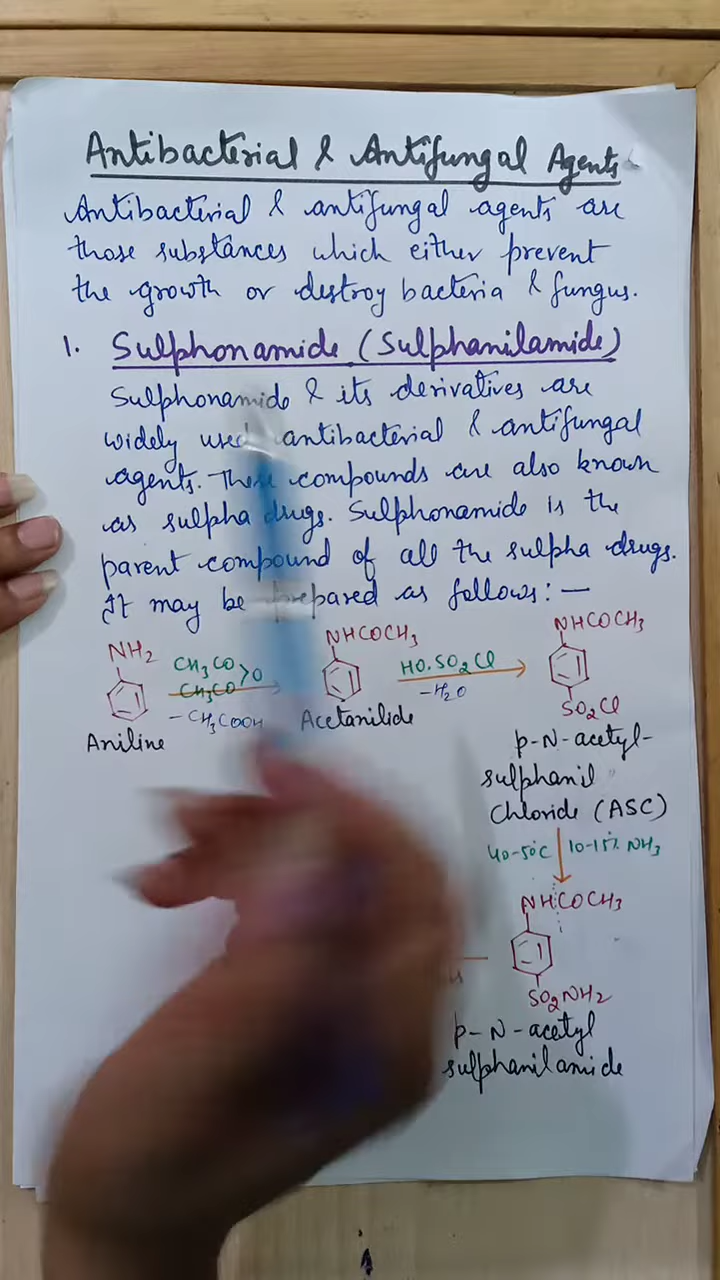 Antibacterial & Antifungal Agents
Antibacterial & antifungal agents are
those substances which either prevent
the growth or destroy bacteria & fungus.
1. Sulphonamide (Sulphanilamide)
Sulphonamide & its derivatives are
widely used antibacterial & antifungal
agents. These compounds are also known
as sulpha drugs. Sulphonamide is the
parent compound of all the sulpha drugs.
It may be prepared as follows:—
NH2
Aniline
CH3CO
CH3CO >O
- CH3COOH
NHCOCH3
Acetanilide
HO.SO2Cl
-H2O
NHCOCH3
SO2Cl
p-N-acetyl-
sulphanil
Chloride (ASC)
40-50°C 10-15% NH3
NHCOCH3
SO2NH2
p-N-acetyl
sulphanilamide